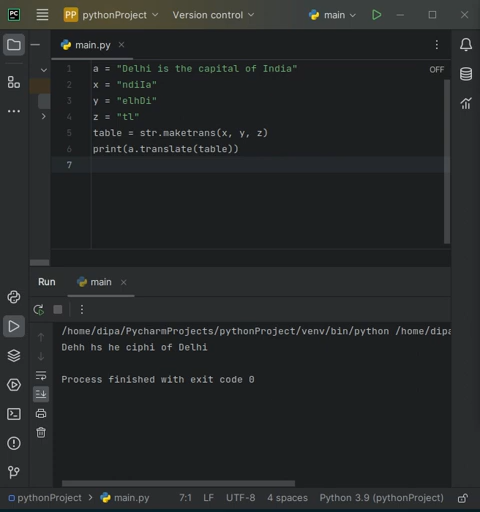 PC PP pythonProject Version control main
main.py
OFF
1 a = "Delhi is the capital of India"
2 x = "ndiIa"
3 y = "elhDi"
4 z = "tl"
5 table = str.maketrans(x, y, z)
6 print(a.translate(table))
7
Run main
/home/dipa/PycharmProjects/pythonProject/venv/bin/python /home/dipa
Dehh hs he ciphi of Delhi
Process finished with exit code 0
pythonProject > main.py 7:1 LF UTF-8 4 spaces Python 3.9 (pythonProject)